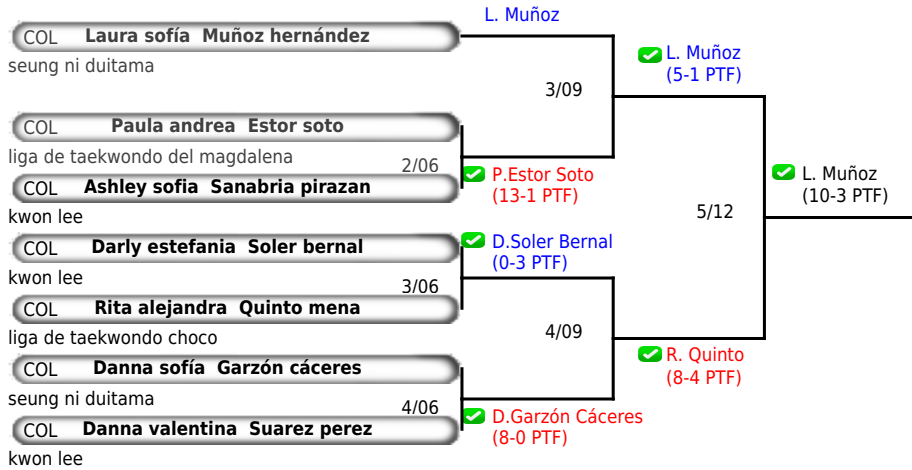 L. Muñoz
COL Laura sofía Muñoz hernández
seung ni duitama
L. Muñoz
(5-1 PTF)
3/09
COL Paula andrea Estor soto
liga de taekwondo del magdalena
2/06
P.Estor Soto
(13-1 PTF)
COL Ashley sofia Sanabria pirazan
kwon lee
L. Muñoz
(10-3 PTF)
5/12
COL Darly estefania Soler bernal
kwon lee
D.Soler Bernal
(0-3 PTF)
3/06
COL Rita alejandra Quinto mena
liga de taekwondo choco
4/09
R. Quinto
(8-4 PTF)
COL Danna sofía Garzón cáceres
seung ni duitama
4/06
D.Garzón Cáceres
(8-0 PTF)
COL Danna valentina Suarez perez
kwon lee